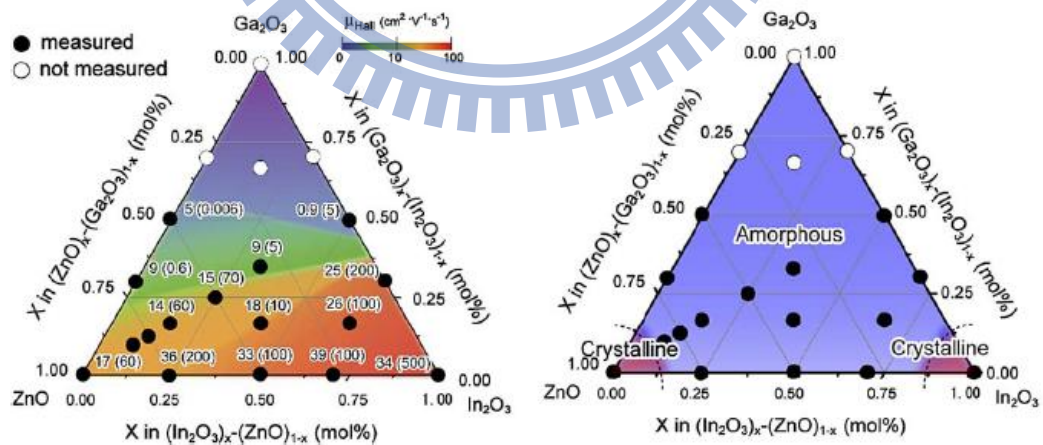 measured
not measured
μHall (cm²·V⁻¹·s⁻¹)
0 10 100
Ga₂O₃
0.00 1.00
0.25 0.75
0.50 0.50
0.75 0.25
1.00 0.00
X in (ZnO)ₓ-(Ga₂O₃)₁₋ₓ (mol%)
X in (Ga₂O₃)ₓ-(In₂O₃)₁₋ₓ (mol%)
5 (0.006) 0.9 (5)
9 (5)
9 (0.6) 15 (70) 25 (200)
14 (60) 18 (10) 26 (100)
17 (60) 36 (200) 33 (100) 39 (100) 34 (500)
ZnO 0.00 0.25 0.50 0.75 1.00 In₂O₃
X in (In₂O₃)ₓ-(ZnO)₁₋ₓ (mol%)
Ga₂O₃
0.00 1.00
0.25 0.75
0.50 0.50
0.75 0.25
1.00 0.00
X in (ZnO)ₓ-(Ga₂O₃)₁₋ₓ (mol%)
X in (Ga₂O₃)ₓ-(In₂O₃)₁₋ₓ (mol%)
Amorphous
Crystalline Crystalline
ZnO 0.00 0.25 0.50 0.75 1.00 In₂O₃
X in (In₂O₃)ₓ-(ZnO)₁₋ₓ (mol%)